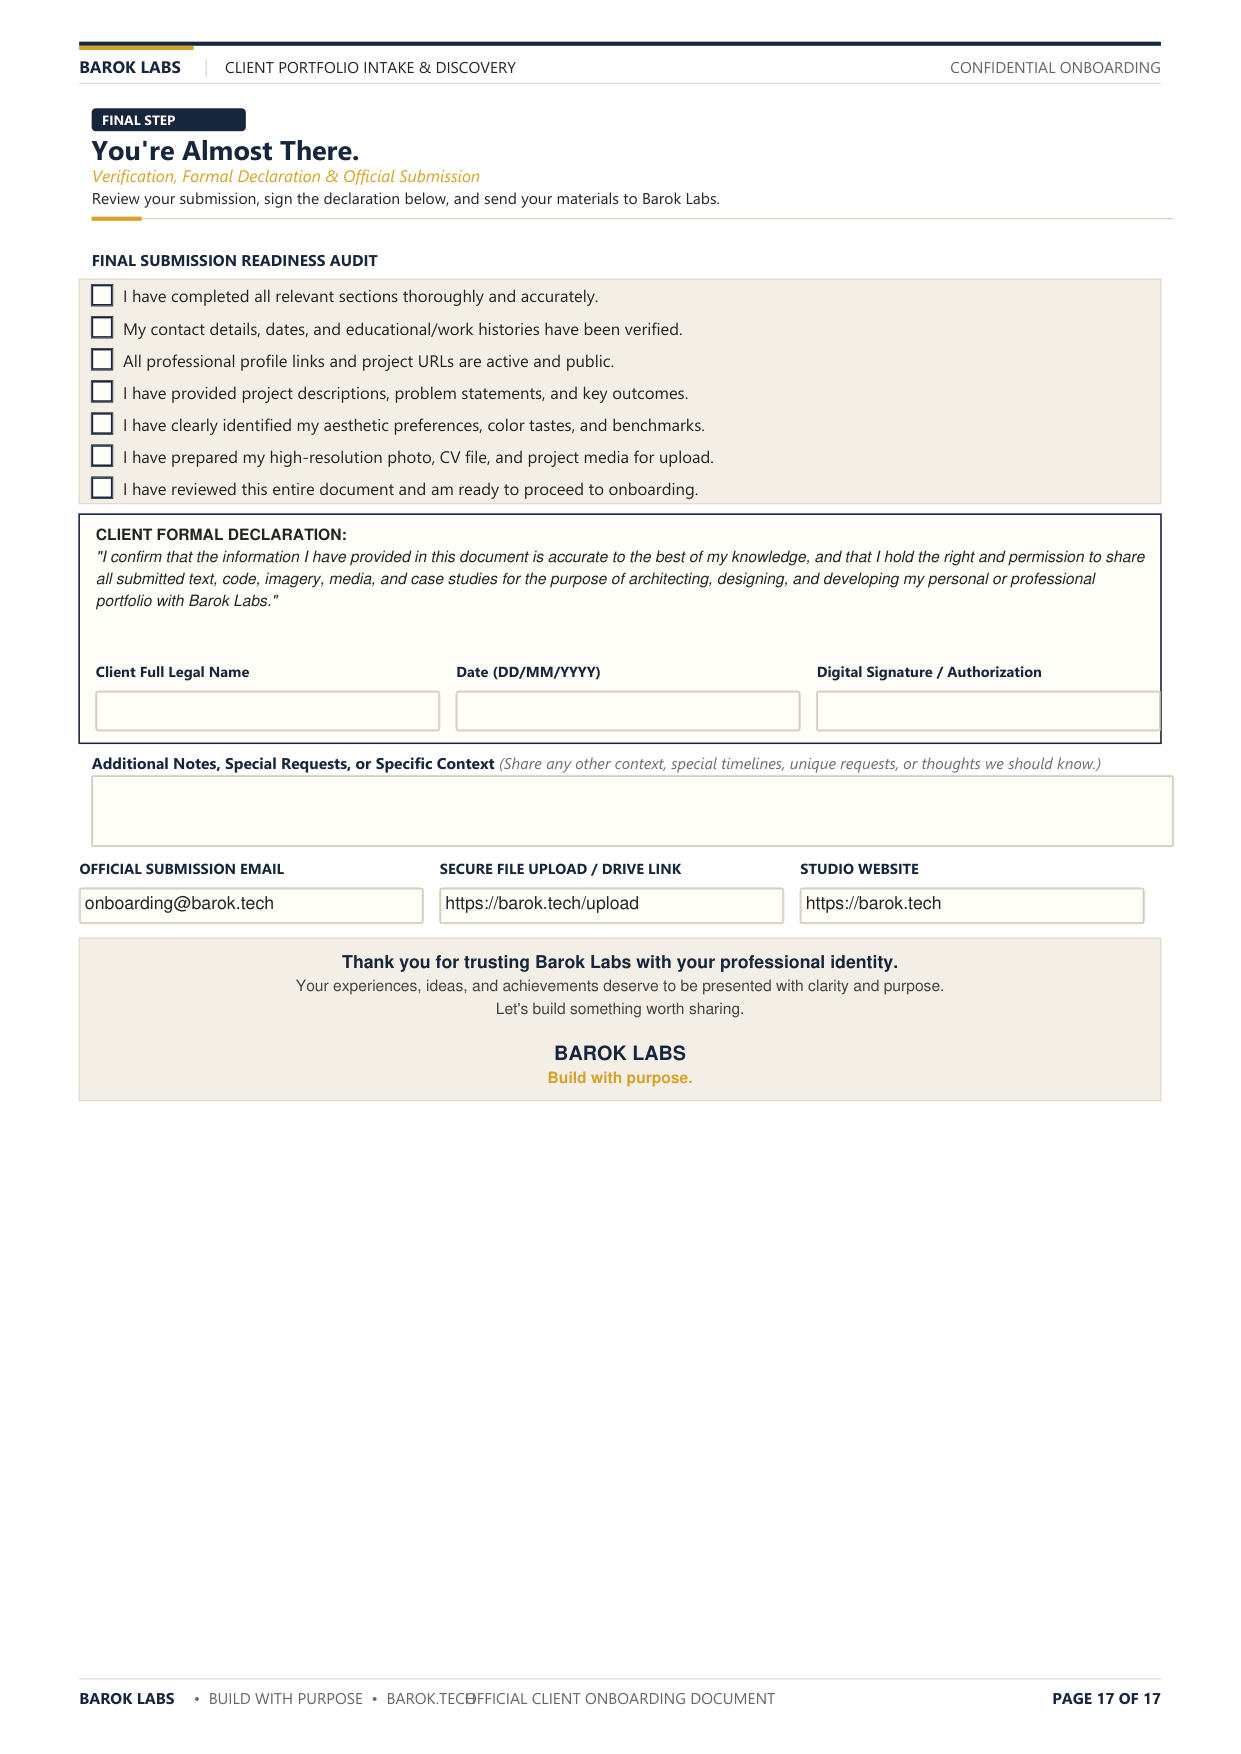 BAROK LABS | CLIENT PORTFOLIO INTAKE & DISCOVERY CONFIDENTIAL ONBOARDING
FINAL STEP
You're Almost There.
Verification, Formal Declaration & Official Submission
Review your submission, sign the declaration below, and send your materials to Barok Labs.
FINAL SUBMISSION READINESS AUDIT
I have completed all relevant sections thoroughly and accurately.
My contact details, dates, and educational/work histories have been verified.
All professional profile links and project URLs are active and public.
I have provided project descriptions, problem statements, and key outcomes.
I have clearly identified my aesthetic preferences, color tastes, and benchmarks.
I have prepared my high-resolution photo, CV file, and project media for upload.
I have reviewed this entire document and am ready to proceed to onboarding.
CLIENT FORMAL DECLARATION:
"I confirm that the information I have provided in this document is accurate to the best of my knowledge, and that I hold the right and permission to share
all submitted text, code, imagery, media, and case studies for the purpose of architecting, designing, and developing my personal or professional
portfolio with Barok Labs."
Client Full Legal Name Date (DD/MM/YYYY) Digital Signature / Authorization
Additional Notes, Special Requests, or Specific Context (Share any other context, special timelines, unique requests, or thoughts we should know.)
OFFICIAL SUBMISSION EMAIL SECURE FILE UPLOAD / DRIVE LINK STUDIO WEBSITE
onboarding@barok.tech https://barok.tech/upload https://barok.tech
Thank you for trusting Barok Labs with your professional identity.
Your experiences, ideas, and achievements deserve to be presented with clarity and purpose.
Let's build something worth sharing.
BAROK LABS
Build with purpose.
BAROK LABS • BUILD WITH PURPOSE • BAROK.TECH OFFICIAL CLIENT ONBOARDING DOCUMENT PAGE 17 OF 17